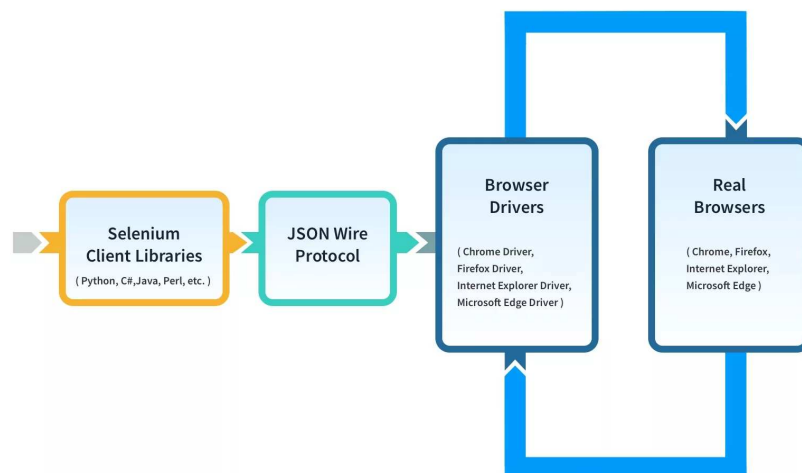 Selenium
Client Libraries
( Python, C#,Java, Perl, etc. )
JSON Wire
Protocol
Browser
Drivers
( Chrome Driver,
Firefox Driver,
Internet Explorer Driver,
Microsoft Edge Driver )
Real
Browsers
( Chrome, Firefox,
Internet Explorer,
Microsoft Edge )